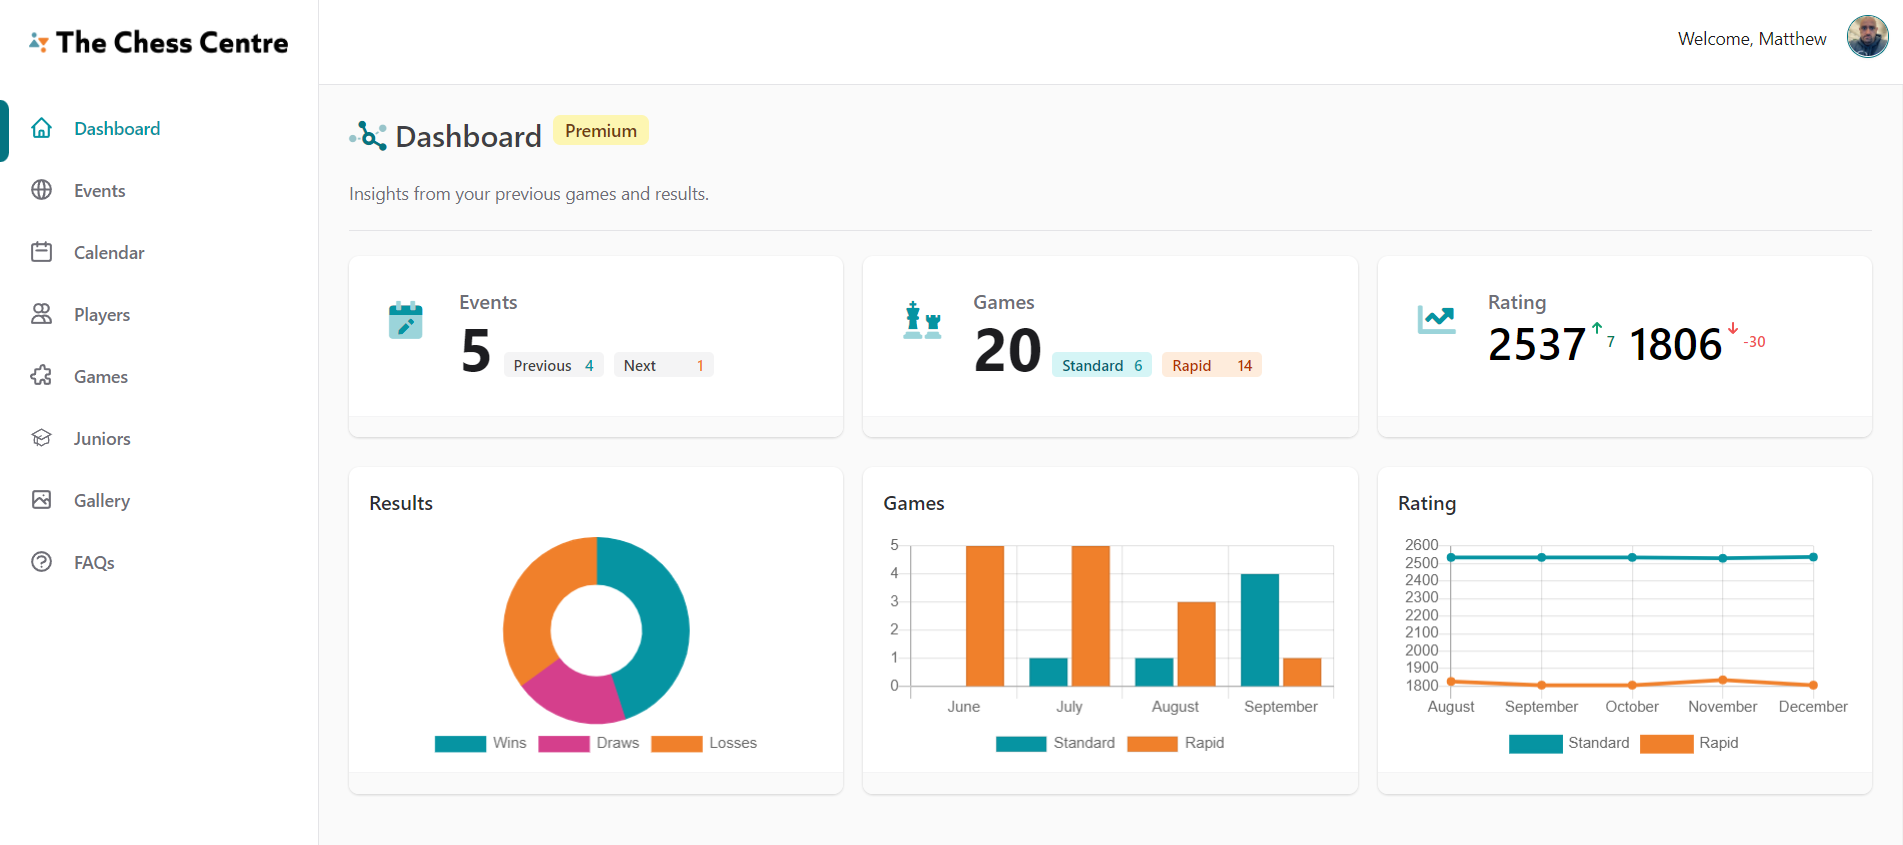 The Chess Centre
Welcome, Matthew
Dashboard
Events
Calendar
Players
Games
Juniors
Gallery
FAQs
Dashboard Premium
Insights from your previous games and results.
Events
5 Previous 4 Next 1
Games
20 Standard 6 Rapid 14
Rating
2537 7 1806 -30
Results
Wins Draws Losses
Games
5
4
3
2
1
0
June July August September
Standard Rapid
Rating
2600
2500
2400
2300
2200
2100
2000
1900
1800
August September October November December
Standard Rapid